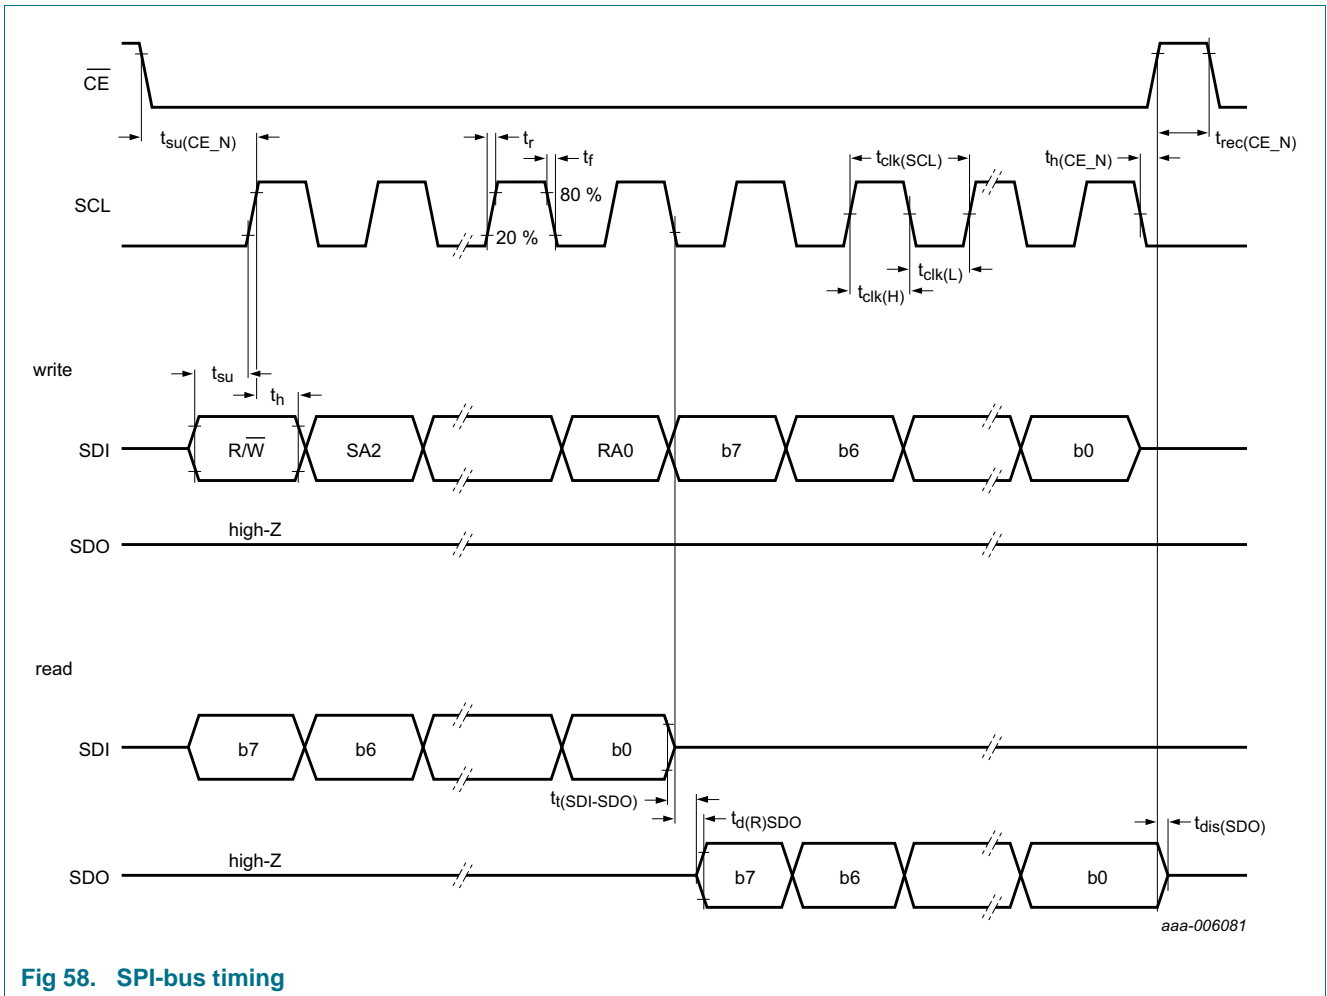 CE
tsu(CE_N)
tr
tf
tclk(SCL)
th(CE_N)
trec(CE_N)
SCL
80 %
20 %
tclk(L)
tclk(H)
write
tsu
th
SDI
R/W
SA2
RA0
b7
b6
b0
high-Z
SDO
read
SDI
b7
b6
b0
tt(SDI-SDO)
td(R)SDO
tdis(SDO)
high-Z
SDO
b7
b6
b0
aaa-006081
Fig 58. SPI-bus timing